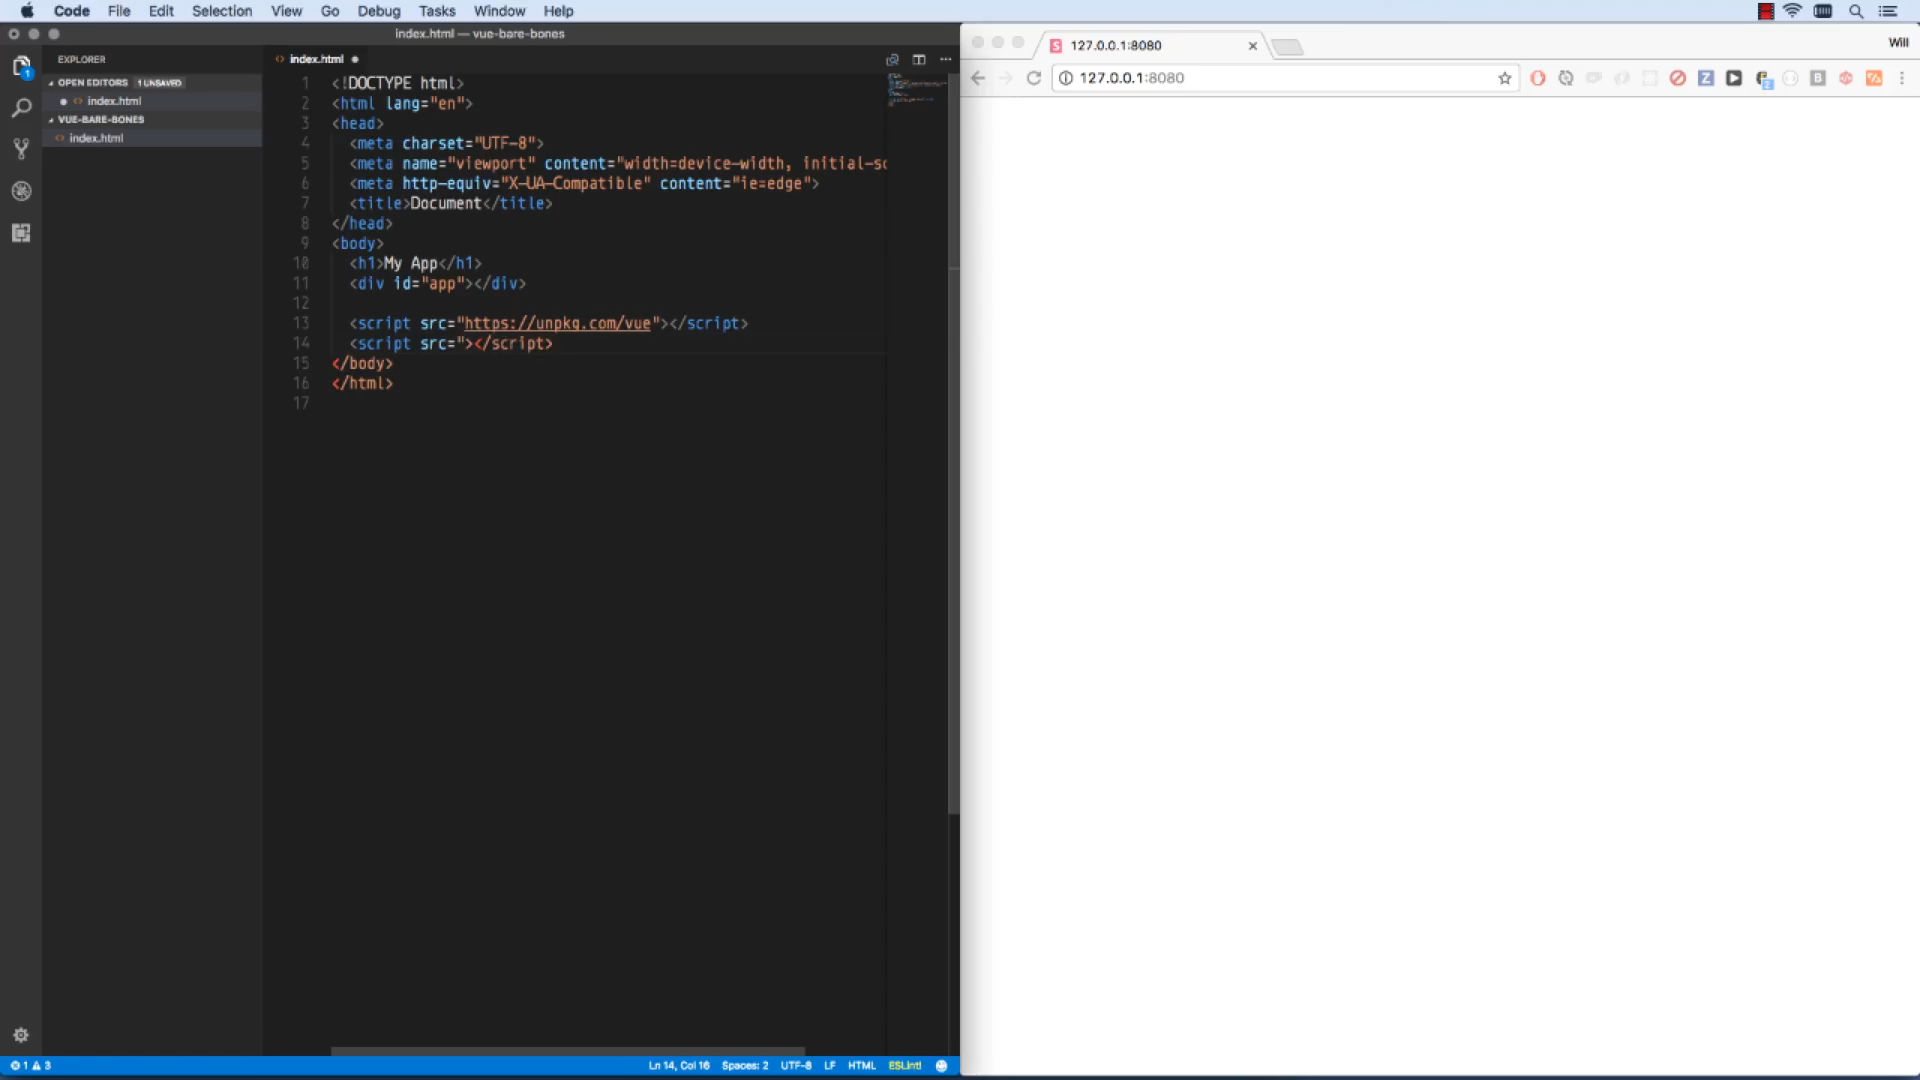 Code File Edit Selection View Go Debug Tasks Window Help
index.html — vue-bare-bones
127.0.0.1:8080
Will
EXPLORER
index.html
127.0.0.1:8080
OPEN EDITORS 1 UNSAVED
index.html
VUE-BARE-BONES
index.html
1 <!DOCTYPE html>
2 <html lang="en">
3 <head>
4 <meta charset="UTF-8">
5 <meta name="viewport" content="width=device-width, initial-sc
6 <meta http-equiv="X-UA-Compatible" content="ie=edge">
7 <title>Document</title>
8 </head>
9 <body>
10 <h1>My App</h1>
11 <div id="app"></div>
12
13 <script src="https://unpkg.com/vue"></script>
14 <script src="></script>
15 </body>
16 </html>
17
1 3
Ln 14, Col 16 Spaces: 2 UTF-8 LF HTML ESLint!